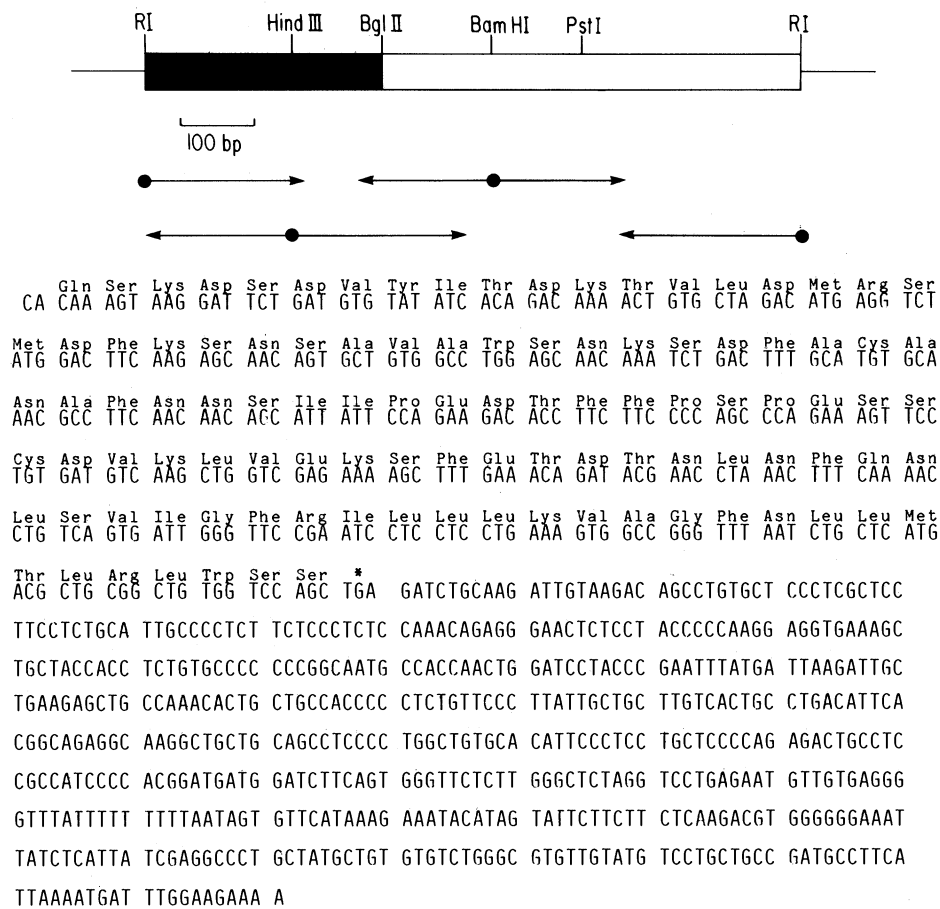 RI Hind III Bgl II Bam HI Pst I RI
100 bp
Gln Ser Lys Asp Ser Asp Val Tyr Ile Thr Asp Lys Thr Val Leu Asp Met Arg Ser
CA CAA AGT AAG GAT TCT GAT GTG TAT ATC ACA GAC AAA ACT GTG CTA GAC ATG AGG TCT
Met Asp Phe Lys Ser Asn Ser Ala Val Ala Trp Ser Asn Lys Ser Asp Phe Ala Cys Ala
ATG GAC TTC AAG AGC AAC AGT GCT GTG GCC TGG AGC AAC AAA TCT GAC TTT GCA TGT GCA
Asn Ala Phe Asn Asn Ser Ile Ile Pro Glu Asp Thr Phe Phe Pro Ser Pro Glu Ser Ser
AAC GCC TTC AAC AAC AGC ATT ATT CCA GAA GAC ACC TTC TTC CCC AGC CCA GAA AGT TCC
Cys Asp Val Lys Leu Val Glu Lys Ser Phe Glu Thr Asp Thr Asn Leu Asn Phe Gln Asn
TGT GAT GTC AAG CTG GTC GAG AAA AGC TTT GAA ACA GAT ACG AAC CTA AAC TTT CAA AAC
Leu Ser Val Ile Gly Phe Arg Ile Leu Leu Leu Lys Val Ala Gly Phe Asn Leu Leu Met
CTG TCA GTG ATT GGG TTC CGA ATC CTC CTC CTG AAA GTG GCC GGG TTT AAT CTG CTC ATG
Thr Leu Arg Leu Trp Ser Ser *
ACG CTG CGG CTG TGG TCC AGC TGA GATCTGCAAG ATTGTAAGAC AGCCTGTGCT CCCTCGCTCC
TTCCTCTGCA TTGCCCCTCT TCTCCCTCTC CAAACAGAGG GAACTCTCCT ACCCCCAAGG AGGTGAAAGC
TGCTACCACC TCTGTGCCCC CCCGGCAATG CCACCAACTG GATCCTACCC GAATTTATGA TTAAGATTGC
TGAAGAGCTG CCAAACACTG CTGCCACCCC CTCTGTTCCC TTATTGCTGC TTGTCACTGC CTGACATTCA
CGGCAGAGGC AAGGCTGCTG CAGCCTCCCC TGGCTGTGCA CATTCCCTCC TGCTCCCCAG AGACTGCCTC
CGCCATCCCC ACGGATGATG GATCTTCAGT GGGTTCTCTT GGGCTCTAGG TCCTGAGAAT GTTGTGAGGG
GTTTATTTTT TTTTAATAGT GTTCATAAAG AAATACATAG TATTCTTCTT CTCAAGACGT GGGGGGAAAT
TATCTCATTA TCGAGGCCCT GCTATGCTGT GTGTCTGGGC GTGTTGTATG TCCTGCTGCC GATGCCTTCA
TTAAAATGAT TTGGAAGAAA A